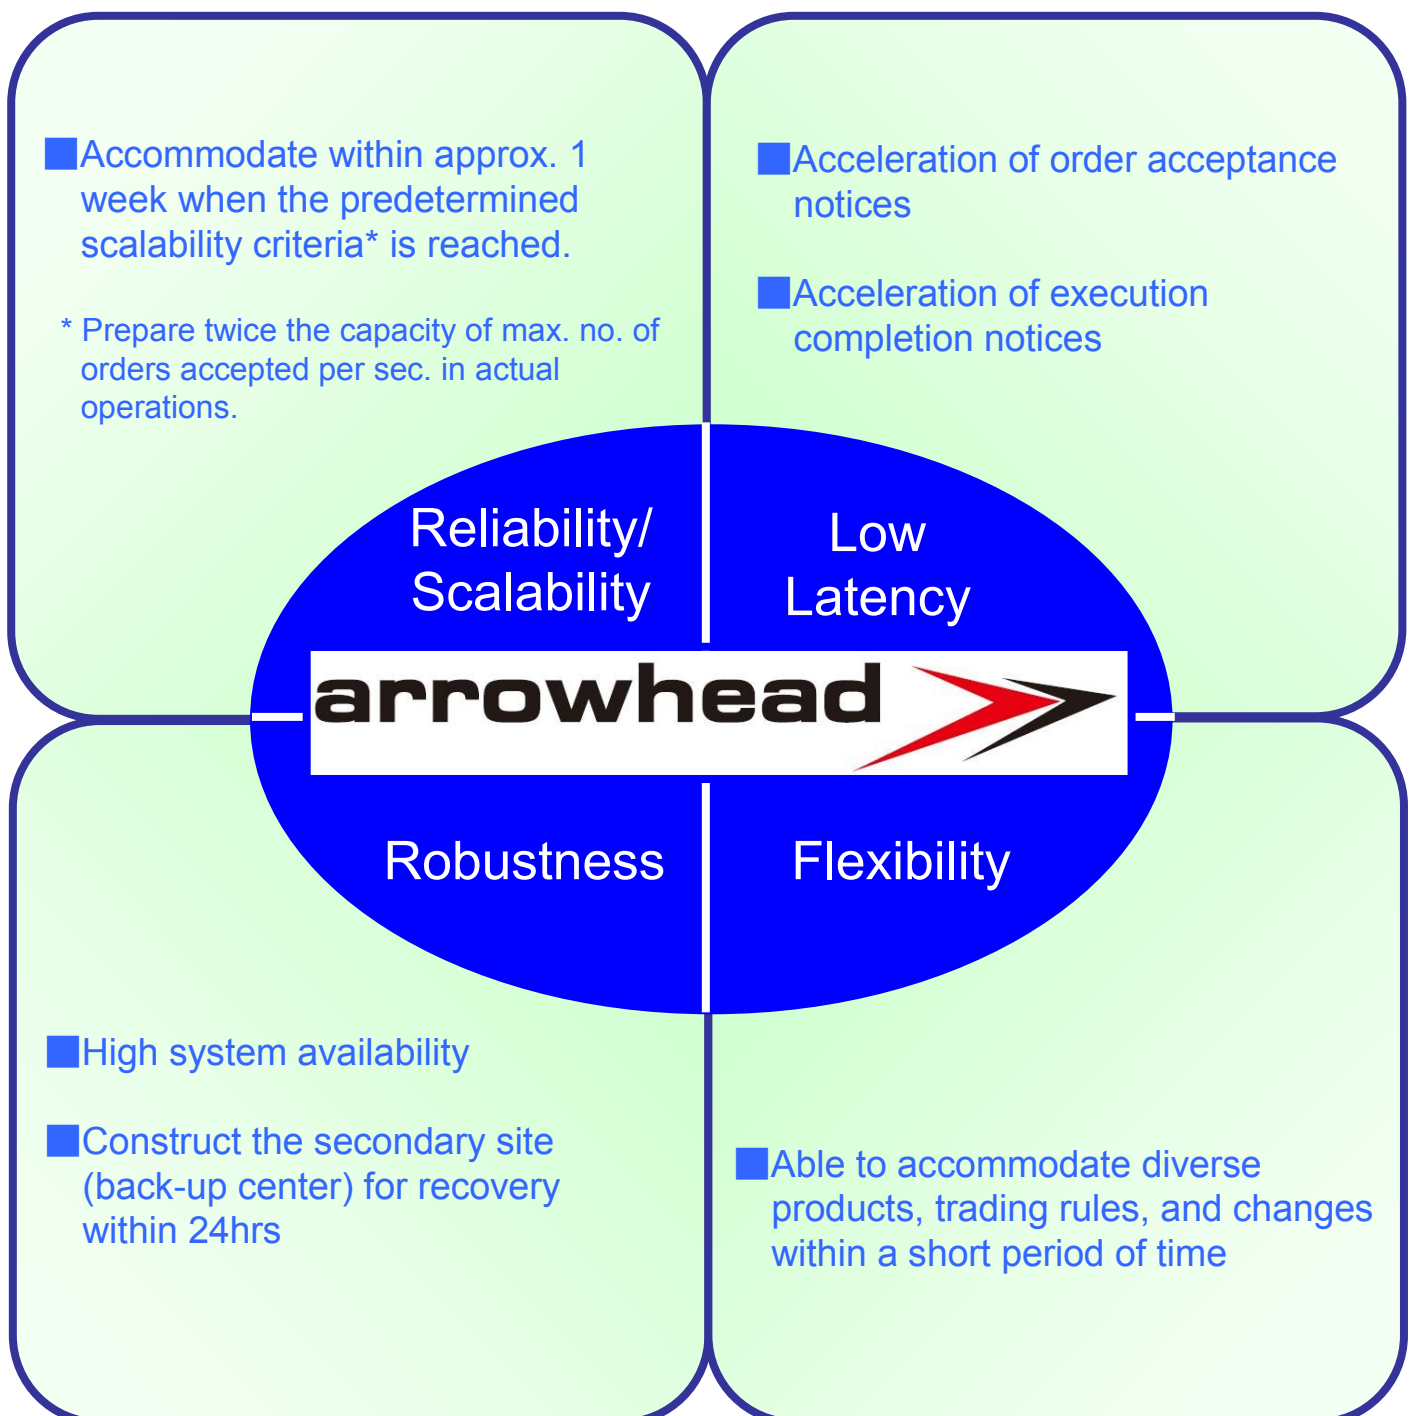 ■Accommodate within approx. 1
week when the predetermined
scalability criteria* is reached.
* Prepare twice the capacity of max. no. of
orders accepted per sec. in actual
operations.
■Acceleration of order acceptance
notices
■Acceleration of execution
completion notices
Reliability/
Scalability
Low
Latency
arrowhead
Robustness
Flexibility
■High system availability
■Construct the secondary site
(back-up center) for recovery
within 24hrs
■Able to accommodate diverse
products, trading rules, and changes
within a short period of time